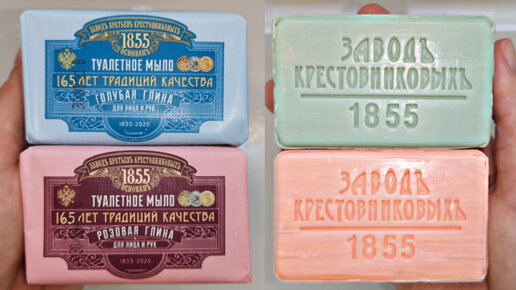 ЗАВОДЪ БРАТЬЕВЪ КРЕСТОВНИКОВЫХЪ
1855
ОСНОВАНЪ
ТУАЛЕТНОЕ МЫЛО
165 ЛЕТ ТРАДИЦИЙ КАЧЕСТВА
ГОЛУБАЯ ГЛИНА
ДЛЯ ЛИЦА И РУК
1855-2020
ЗАВОДЪ БРАТЬЕВЪ КРЕСТОВНИКОВЫХЪ
1855
ОСНОВАНЪ
ТУАЛЕТНОЕ МЫЛО
165 ЛЕТ ТРАДИЦИЙ КАЧЕСТВА
РОЗОВАЯ ГЛИНА
ДЛЯ ЛИЦА И РУК
1855-2020
ЗАВОДЪ
КРЕСТОВНИКОВЫХЪ
1855
ЗАВОДЪ
КРЕСТОВНИКОВЫХЪ
1855